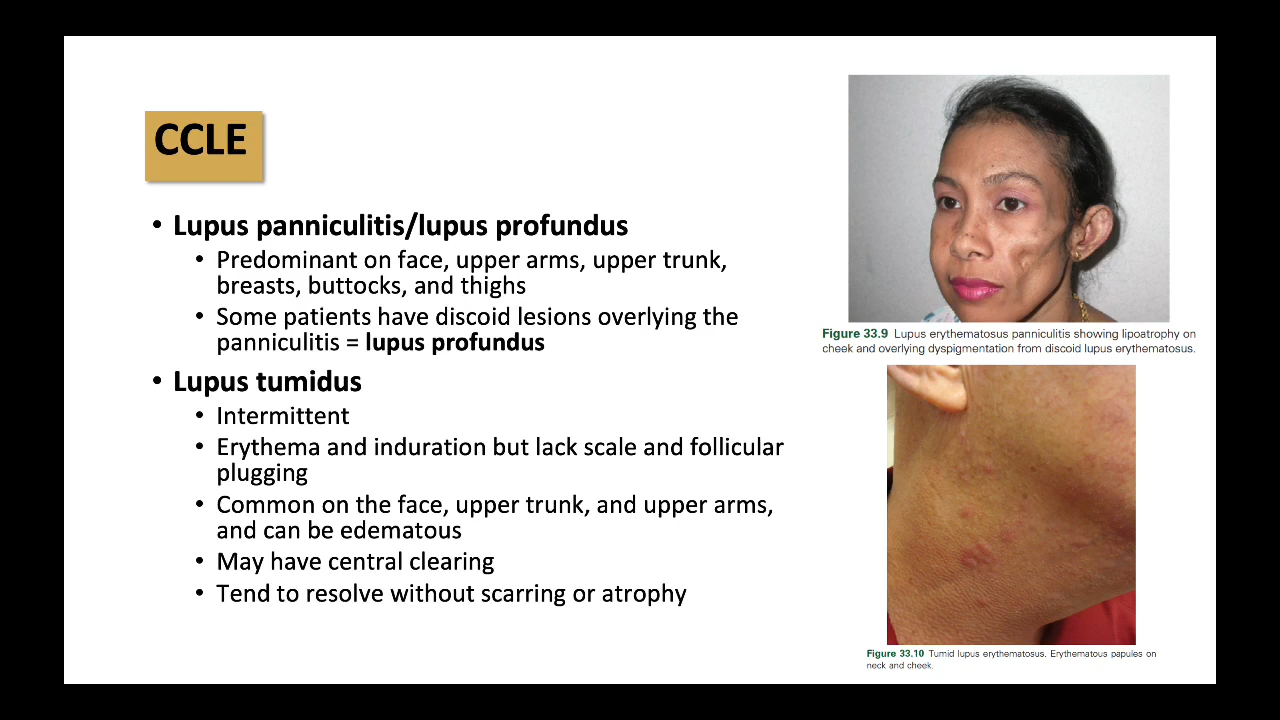 CCLE
• Lupus panniculitis/lupus profundus
• Predominant on face, upper arms, upper trunk,
breasts, buttocks, and thighs
• Some patients have discoid lesions overlying the
panniculitis = lupus profundus
• Lupus tumidus
• Intermittent
• Erythema and induration but lack scale and follicular
plugging
• Common on the face, upper trunk, and upper arms,
and can be edematous
• May have central clearing
• Tend to resolve without scarring or atrophy
Figure 33.9 Lupus erythematosus panniculitis showing lipoatrophy on
cheek and overlying dyspigmentation from discoid lupus erythematosus.
Figure 33.10 Tumid lupus erythematosus. Erythematous papules on
neck and cheek.